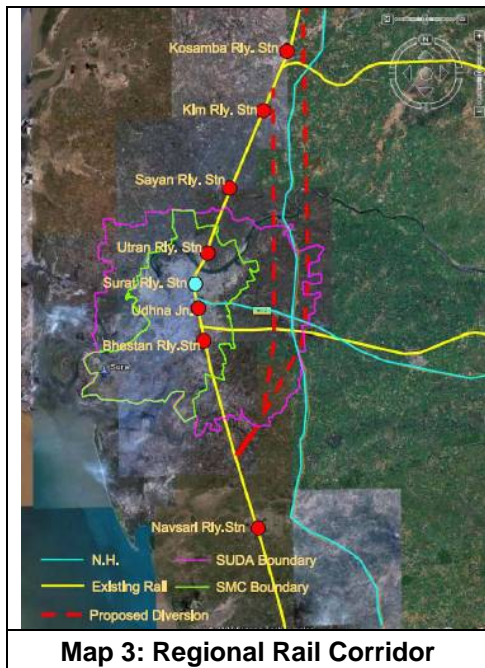 Kosamba Rly. Stn
Kim Rly. Stn
Sayan Rly. Stn
Utran Rly. Stn
Surat Rly. Stn
Udhna Jn.
Bhestan Rly.Stn
Surat
Navsari Rly.Stn
N.H.
SUDA Boundary
Existing Rail
SMC Boundary
Proposed Diversion
Map 3: Regional Rail Corridor